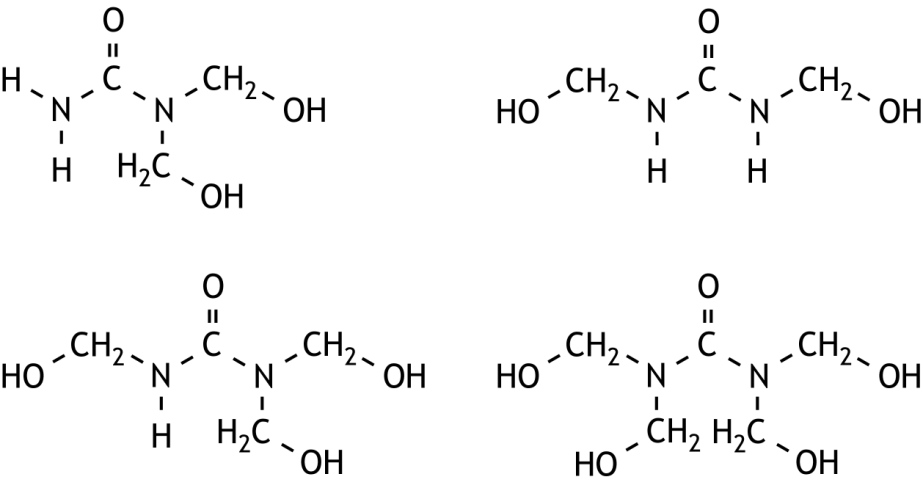 O O
H C CH2 CH2 C CH2
N N OH HO N N OH
H H2C H H
OH
O O
CH2 C CH2 CH2 C CH2
HO N N OH HO N N OH
H H2C CH2 H2C
OH HO OH